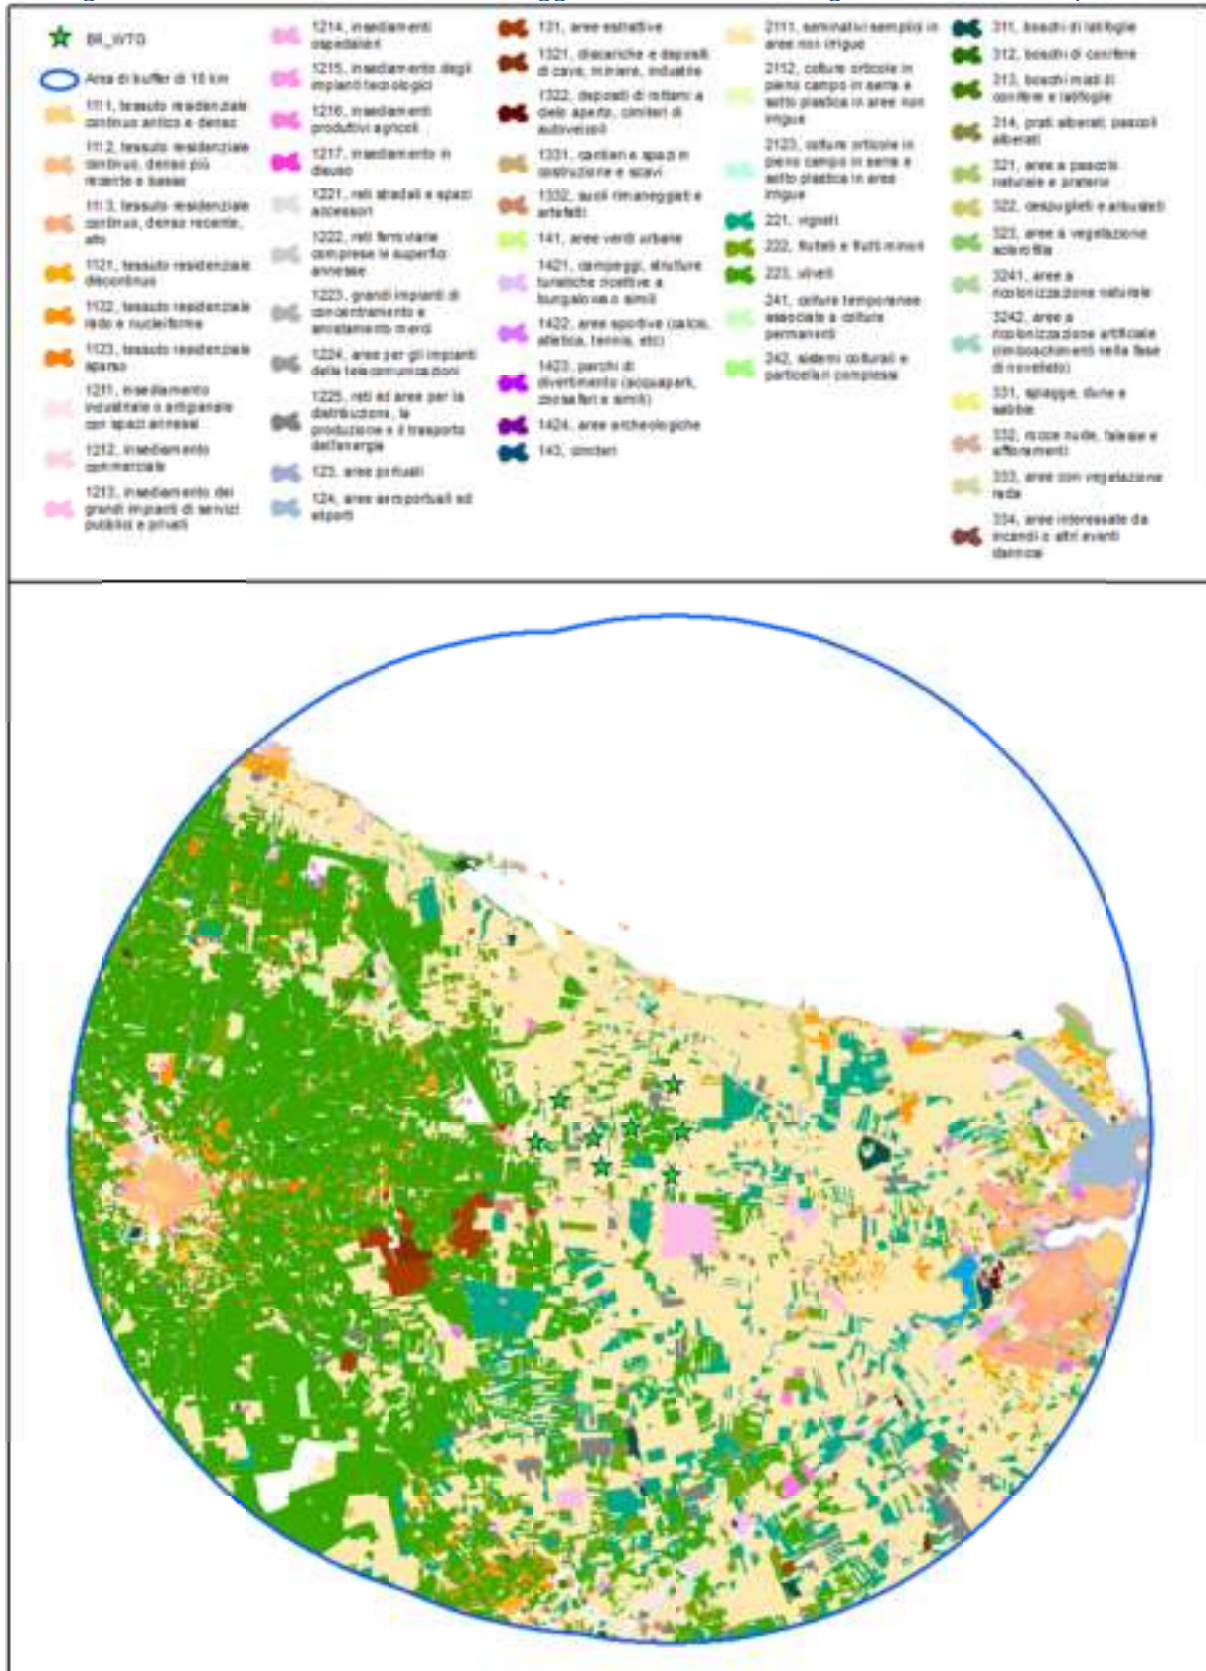 BR_WTG
Area di buffer di 10 km
1111, tessuto residenziale
continuo antico e denso
1112, tessuto residenziale
continuo, denso più
recente e basso
1113, tessuto residenziale
continuo, denso recente,
alto
1121, tessuto residenziale
discontinuo
1122, tessuto residenziale
rado e nucleiforme
1123, tessuto residenziale
sparso
1211, insediamento
industriale o artigianale
con spazi annessi
1212, insediamento
commerciale
1213, insediamento dei
grandi impianti di servizi
pubblici e privati
1214, insediamenti
ospedalieri
1215, insediamento degli
impianti tecnologici
1216, insediamenti
produttivi agricoli
1217, insediamento in
disuso
1221, reti stradali e spazi
accessori
1222, reti ferroviarie
comprese le superfici
annesse
1223, grandi impianti di
concentramento e
smistamento merci
1224, aree per gli impianti
delle telecomunicazioni
1225, reti ed aree per la
distribuzione, la
produzione e il trasporto
dell'energia
123, aree portuali
124, aree aeroportuali ed
eliporti
131, aree estrattive
1321, discariche e depositi
di cave, miniere, industrie
1322, depositi di rottami a
cielo aperto, cimiteri di
autoveicoli
1331, cantieri e spazi in
costruzione e scavi
1332, suoli rimaneggiati e
artefatti
141, aree verdi urbane
1421, campeggi, strutture
turistiche ricettive a
bungalows o simili
1422, aree sportive (calcio,
atletica, tennis, etc)
1423, parchi di
divertimento (acquapark,
zoosafari e simili)
1424, aree archeologiche
143, cimiteri
2111, seminativi semplici in
aree non irrigue
2112, colture orticole in
pieno campo in serra e
sotto plastica in aree non
irrigue
2123, colture orticole in
pieno campo in serra e
sotto plastica in aree
irrigue
221, vigneti
222, frutteti e frutti minori
223, uliveti
241, colture temporanee
associate a colture
permanenti
242, sistemi colturali e
particellari complessi
311, boschi di latifoglie
312, boschi di conifere
313, boschi misti di
conifere e latifoglie
314, prati alberati, pascoli
alberati
321, aree a pascolo
naturale e praterie
322, cespuglieti e arbusteti
323, aree a vegetazione
sclerofilla
3241, aree a
ricolonizzazione naturale
3242, aree a
ricolonizzazione artificiale
(rimboschimenti nella fase
di novelleto)
331, spiagge, dune e
sabbie
332, rocce nude, falesie e
affioramenti
333, aree con vegetazione
rada
334, aree interessate da
incendi o altri eventi
dannosi